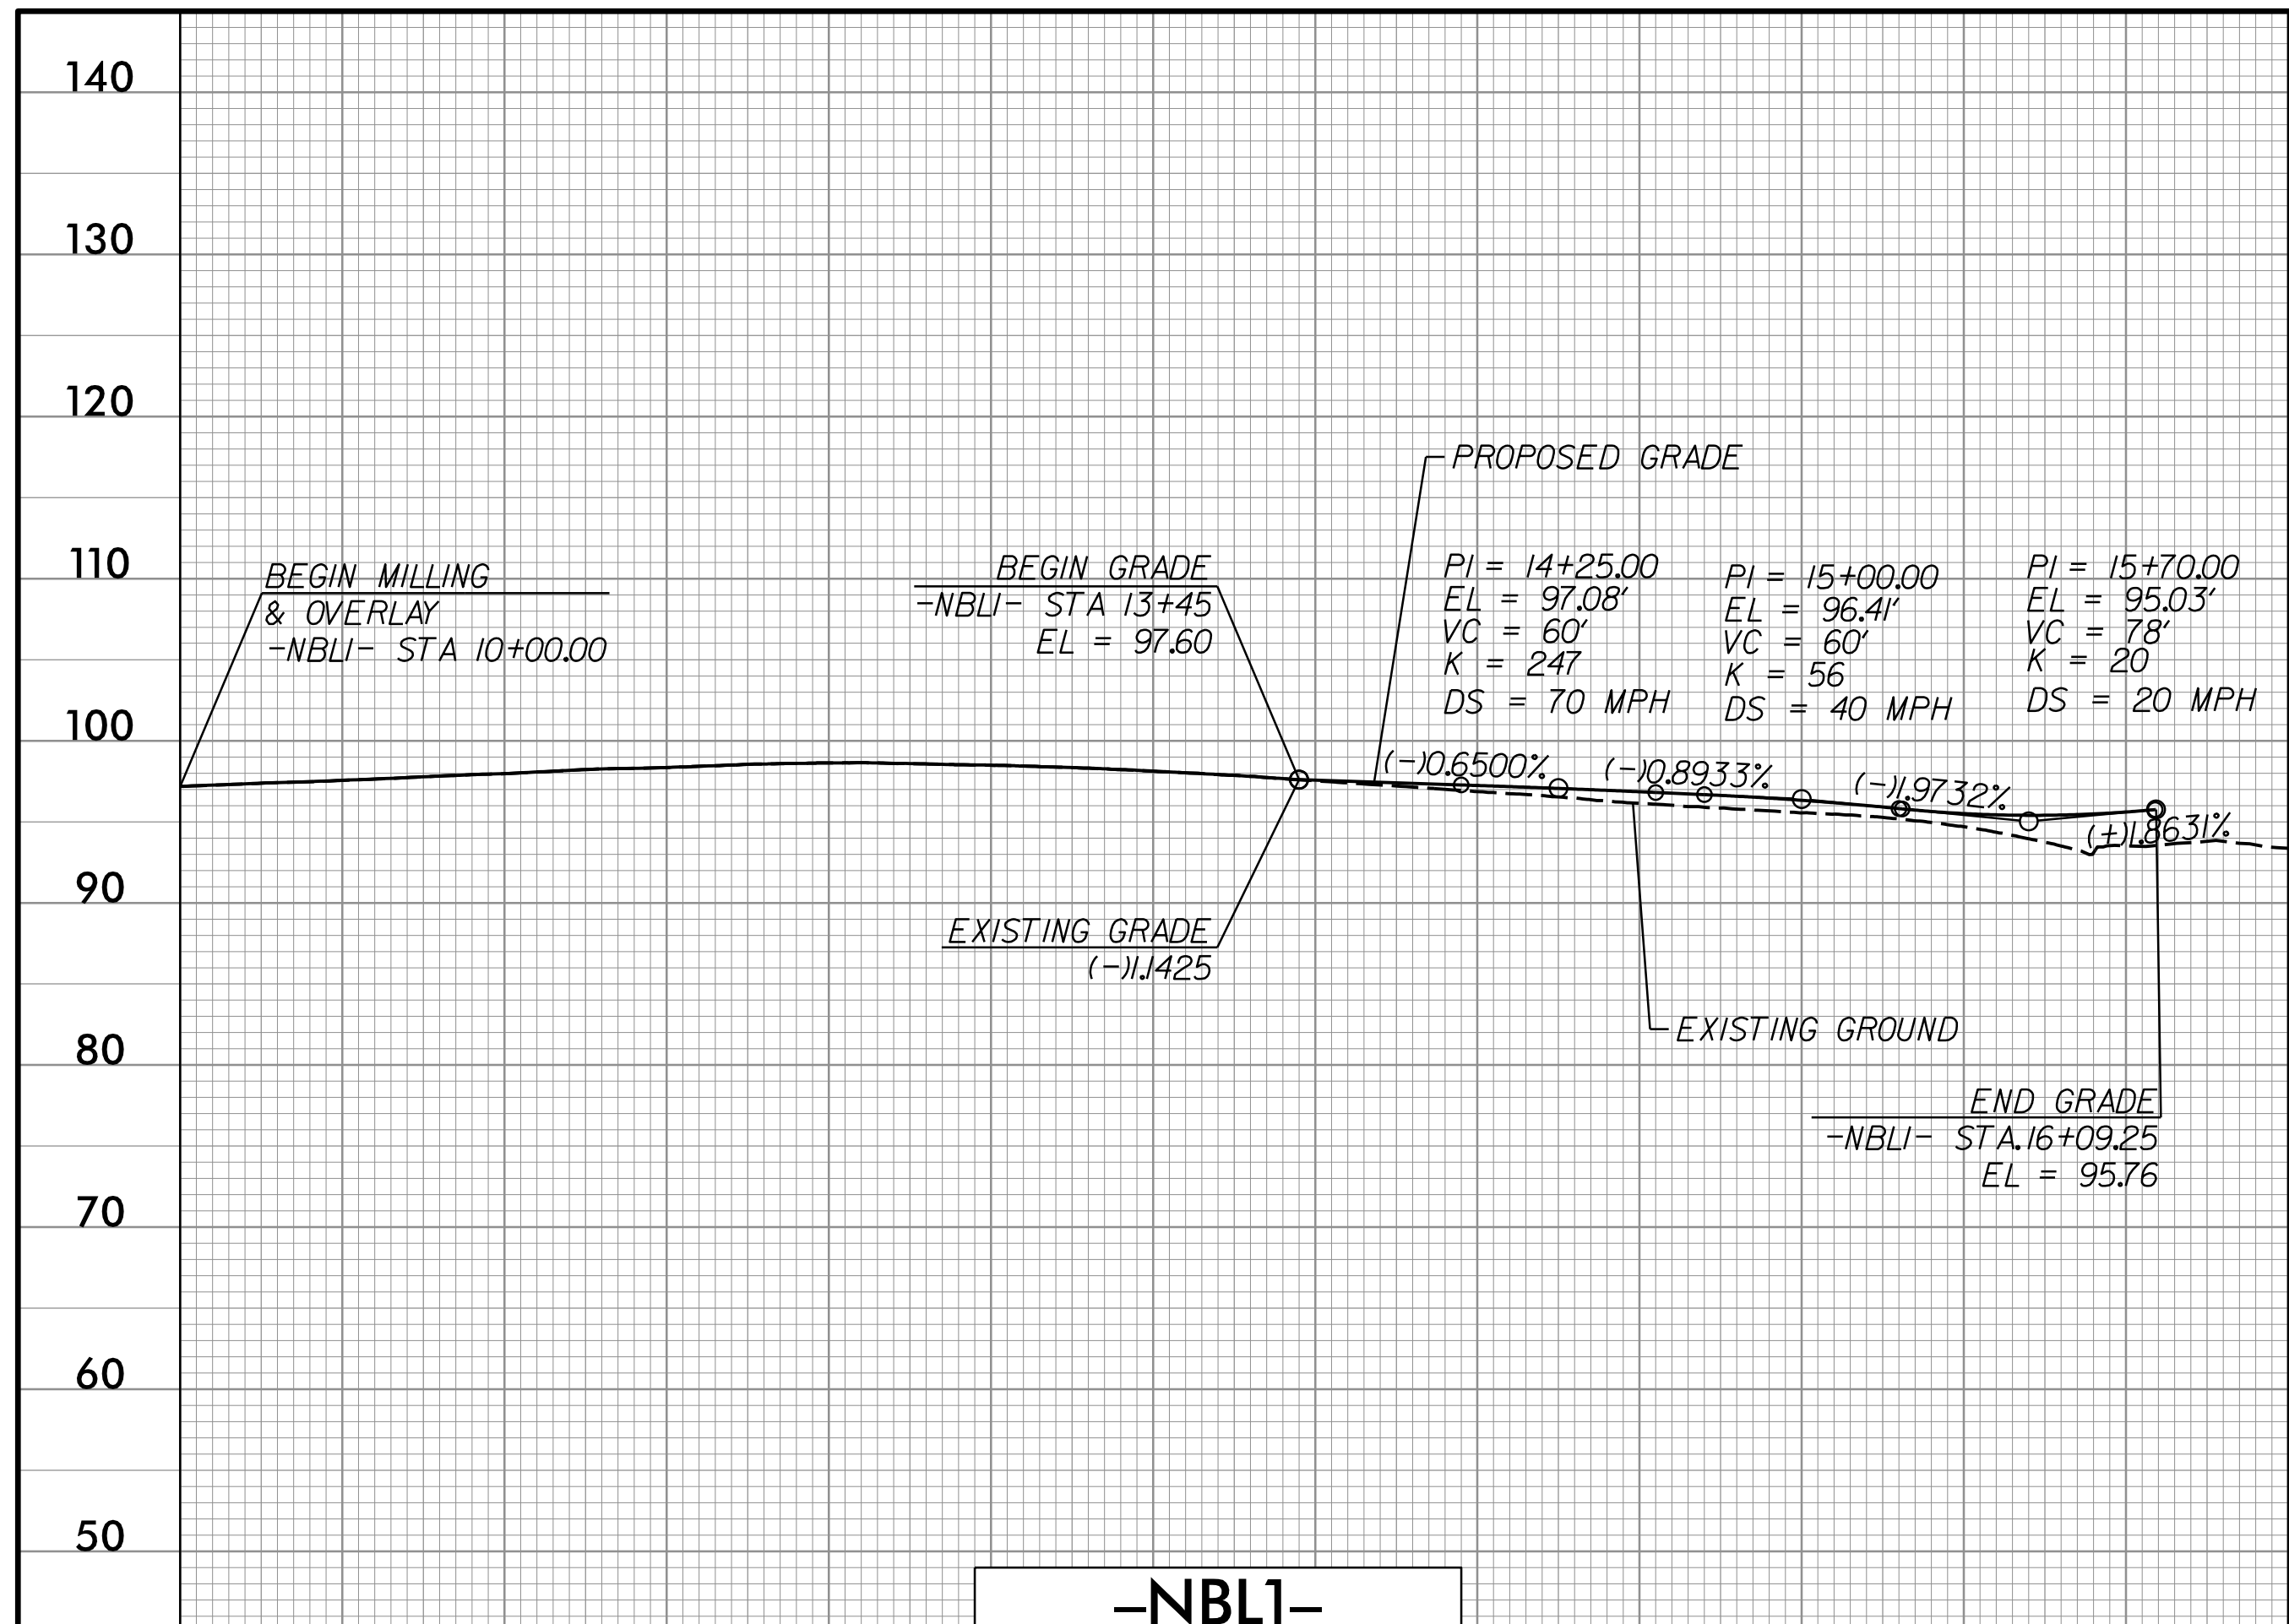 140
130
120
110
100
90
80
70
60
50
BEGIN MILLING
& OVERLAY
-NBL1- STA 10+00.00
BEGIN GRADE
-NBL1- STA 13+45
EL = 97.60
EXISTING GRADE
(-)1.1425
PROPOSED GRADE
PI = 14+25.00
EL = 97.08'
VC = 60'
K = 247
DS = 70 MPH
PI = 15+00.00
EL = 96.41'
VC = 60'
K = 56
DS = 40 MPH
PI = 15+70.00
EL = 95.03'
VC = 78'
K = 20
DS = 20 MPH
(-)0.6500%
(-)0.8933%
(-)1.9732%
(+)1.8631%
EXISTING GROUND
END GRADE
-NBL1- STA.16+09.25
EL = 95.76
-NBL1-